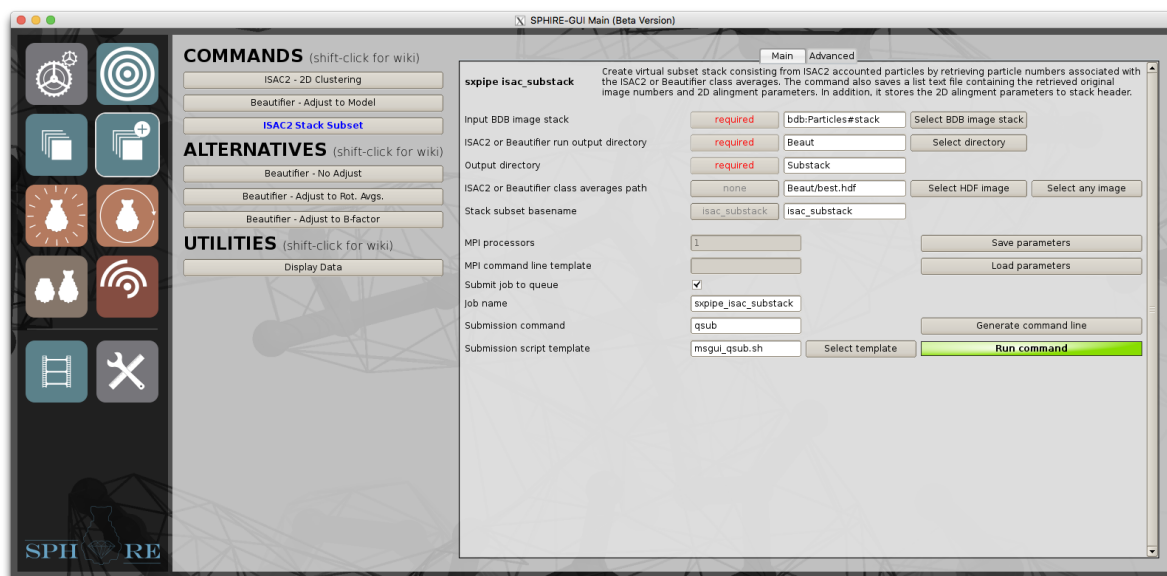 SPHIRE-GUI Main (Beta Version)
COMMANDS (shift-click for wiki)
ISAC2 - 2D Clustering
Beautifier - Adjust to Model
ISAC2 Stack Subset
ALTERNATIVES (shift-click for wiki)
Beautifier - No Adjust
Beautifier - Adjust to Rot. Avgs.
Beautifier - Adjust to B-factor
UTILITIES (shift-click for wiki)
Display Data
SPH RE
Main Advanced
sxpipe isac_substack
Create virtual subset stack consisting from ISAC2 accounted particles by retrieving particle numbers associated with
the ISAC2 or Beautifier class averages. The command also saves a list text file containing the retrieved original
image numbers and 2D alingment parameters. In addition, it stores the 2D alingment parameters to stack header.
Input BDB image stack required bdb:Particles#stack Select BDB image stack
ISAC2 or Beautifier run output directory required Beaut Select directory
Output directory required Substack
ISAC2 or Beautifier class averages path none Beaut/best.hdf Select HDF image Select any image
Stack subset basename isac_substack isac_substack
MPI processors 1 Save parameters
MPI command line template Load parameters
Submit job to queue
Job name sxpipe_isac_substack
Submission command qsub Generate command line
Submission script template msgui_qsub.sh Select template Run command